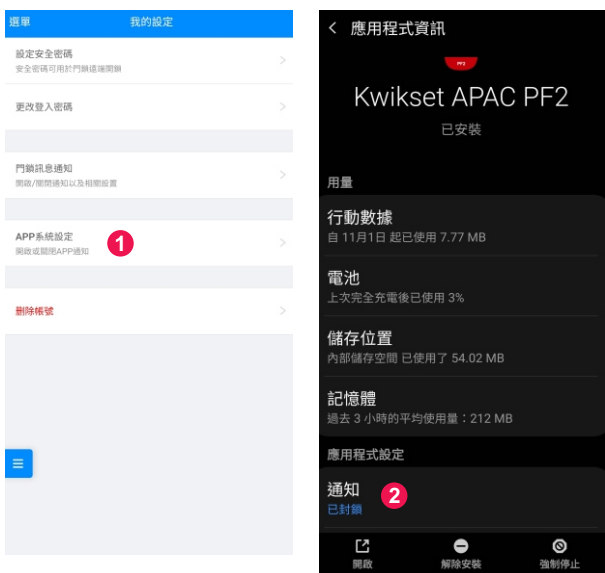 選單
我的設定
設定安全密碼
安全密碼可用於門鎖遠端開鎖
更改登入密碼
門鎖訊息通知
開啟/關閉通知以及相關設置
APP系統設定
開啟或關閉APP通知
1
刪除帳號
應用程式資訊
PF2
Kwikset APAC PF2
已安裝
用量
行動數據
自 11月1日 起已使用 7.77 MB
電池
上次完全充電後已使用 3%
儲存位置
內部儲存空間 已使用了 54.02 MB
記憶體
過去 3 小時的平均使用量：212 MB
應用程式設定
通知
已封鎖
2
開啟
解除安裝
強制停止